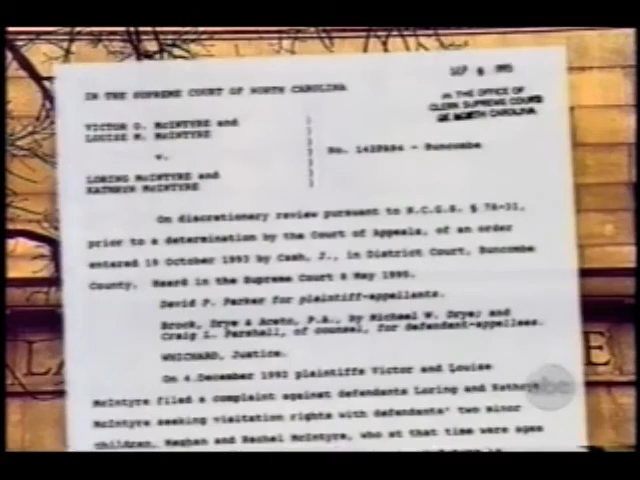 IN THE SUPREME COURT OF NORTH CAROLINA
SEP 8 1995
IN THE OFFICE OF
CLERK SUPREME COURT
OF NORTH CAROLINA
VICTOR O. McINTYRE and
LOUISE M. McINTYRE
v.
LORING McINTYRE and
KATHRYN McINTYRE
No. 142PA94 - Buncombe
On discretionary review pursuant to N.C.G.S. § 7A-31,
prior to a determination by the Court of Appeals, of an order
entered 19 October 1993 by Cash, J., in District Court, Buncombe
County. Heard in the Supreme Court 8 May 1995.
David P. Parker for plaintiff-appellants.
Brock, Drye & Aceto, P.A., by Michael W. Drye; and
Craig L. Parshall, of counsel, for defendant-appellees.
WHICHARD, Justice.
On 4 December 1992 plaintiffs Victor and Louise
McIntyre filed a complaint against defendants Loring and Kathryn
McIntyre seeking visitation rights with defendants' two minor
children, Meghan and Rachel McIntyre, who at that time were ages
abc